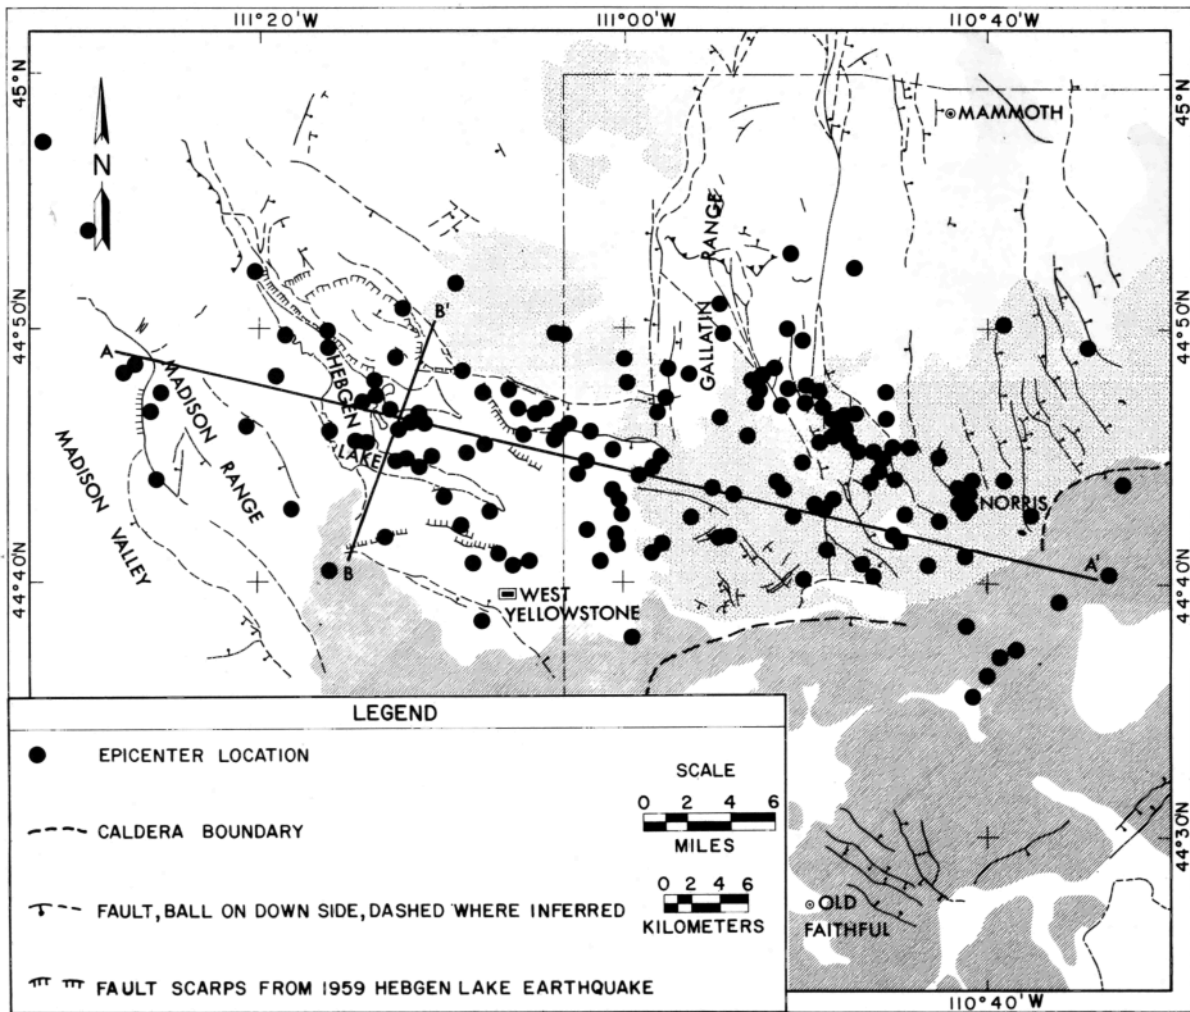 111°20'W 111°00'W 110°40'W
45°N 45°N
N
MAMMOTH
GALLATIN RANGE
B'
44°50'N 44°50'N
A
HEBGEN LAKE
MADISON RANGE
MADISON VALLEY
NORRIS
B
A'
44°40'N 44°40'N
WEST
YELLOWSTONE
LEGEND
EPICENTER LOCATION
CALDERA BOUNDARY
FAULT, BALL ON DOWN SIDE, DASHED WHERE INFERRED
FAULT SCARPS FROM 1959 HEBGEN LAKE EARTHQUAKE
SCALE
0 2 4 6
MILES
0 2 4 6
KILOMETERS
44°30'N
OLD
FAITHFUL
110°40'W